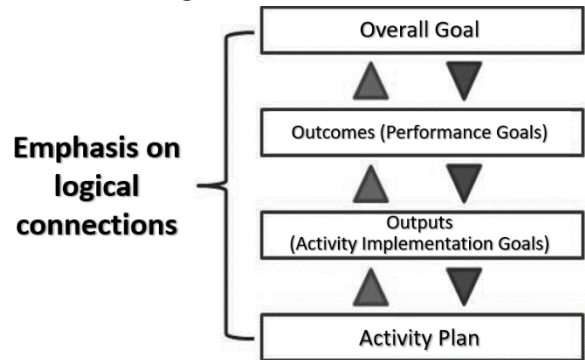 Overall Goal
Outcomes (Performance Goals)
Emphasis on
logical
connections
Outputs
(Activity Implementation Goals)
Activity Plan